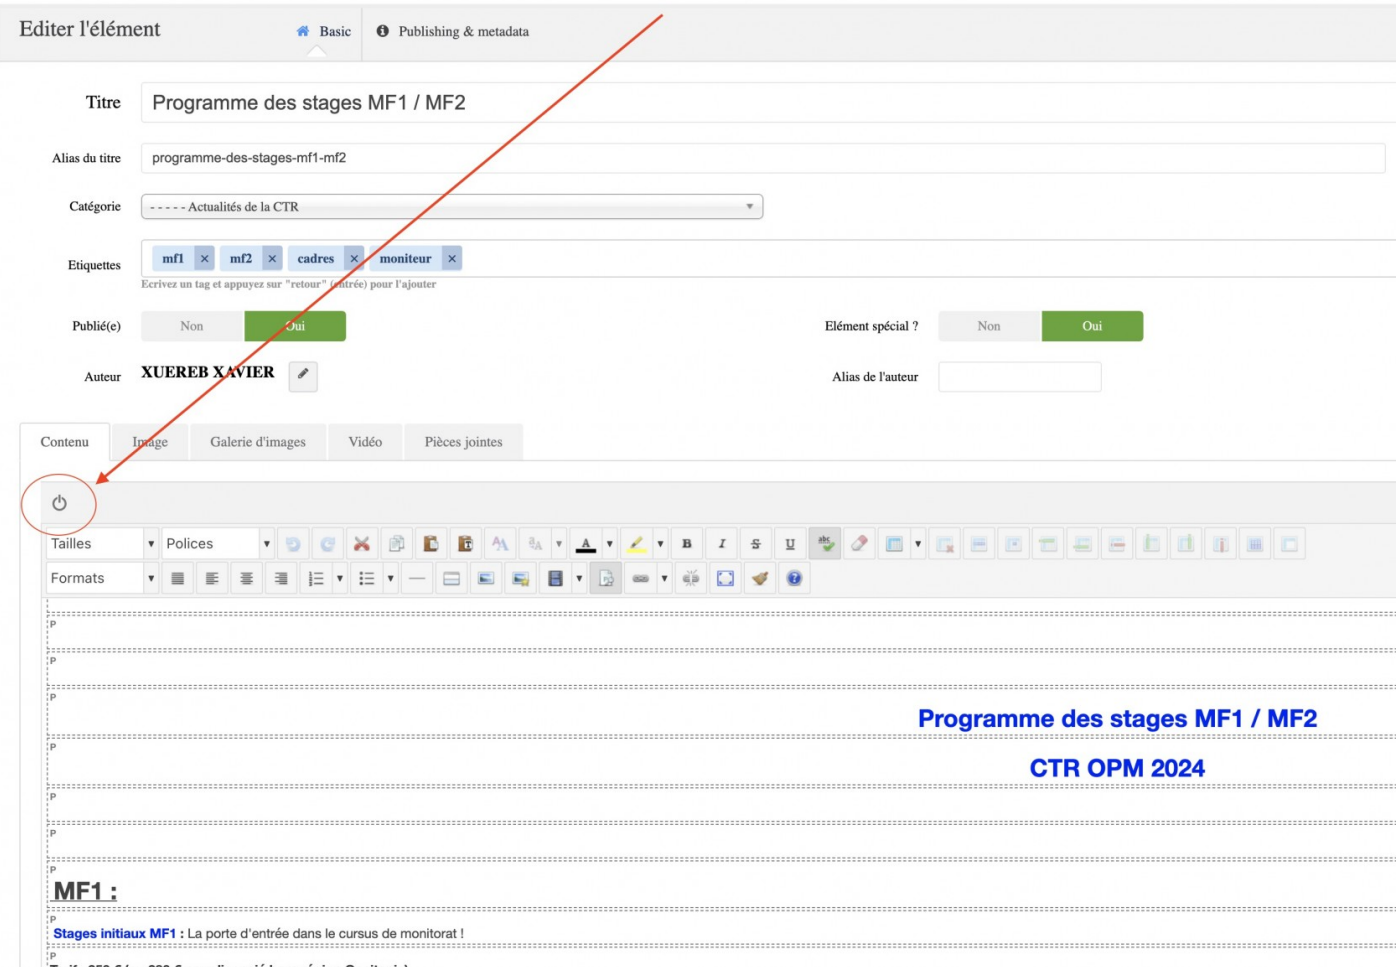 Editer l'élément
Basic
Publishing & metadata
Titre
Programme des stages MF1 / MF2
Alias du titre
programme-des-stages-mf1-mf2
Catégorie
- - - - - Actualités de la CTR
Etiquettes
mf1 × mf2 × cadres × moniteur ×
Ecrivez un tag et appuyez sur "retour" (entrée) pour l'ajouter
Publié(e)
Non Oui
Elément spécial ?
Non Oui
Auteur
XUEREB XAVIER
Alias de l'auteur
Contenu Image Galerie d'images Vidéo Pièces jointes
Tailles Polices
Formats
P
P
P
Programme des stages MF1 / MF2
P
CTR OPM 2024
P
P
P
MF1 :
P
Stages initiaux MF1 : La porte d'entrée dans le cursus de monitorat !
P